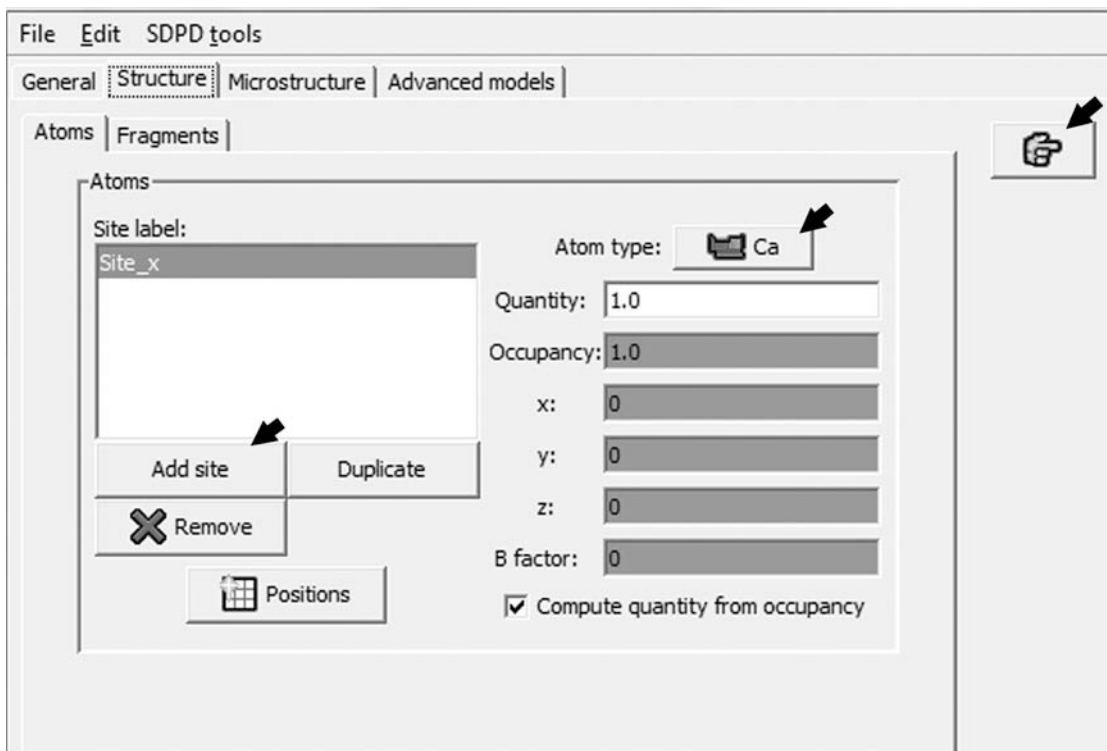 File Edit SDPD tools
General Structure Microstructure Advanced models
Atoms Fragments
Atoms
Site label:
Site_x
Atom type: Ca
Quantity: 1.0
Occupancy: 1.0
x: 0
y: 0
z: 0
B factor: 0
Add site Duplicate
Remove
Positions
Compute quantity from occupancy